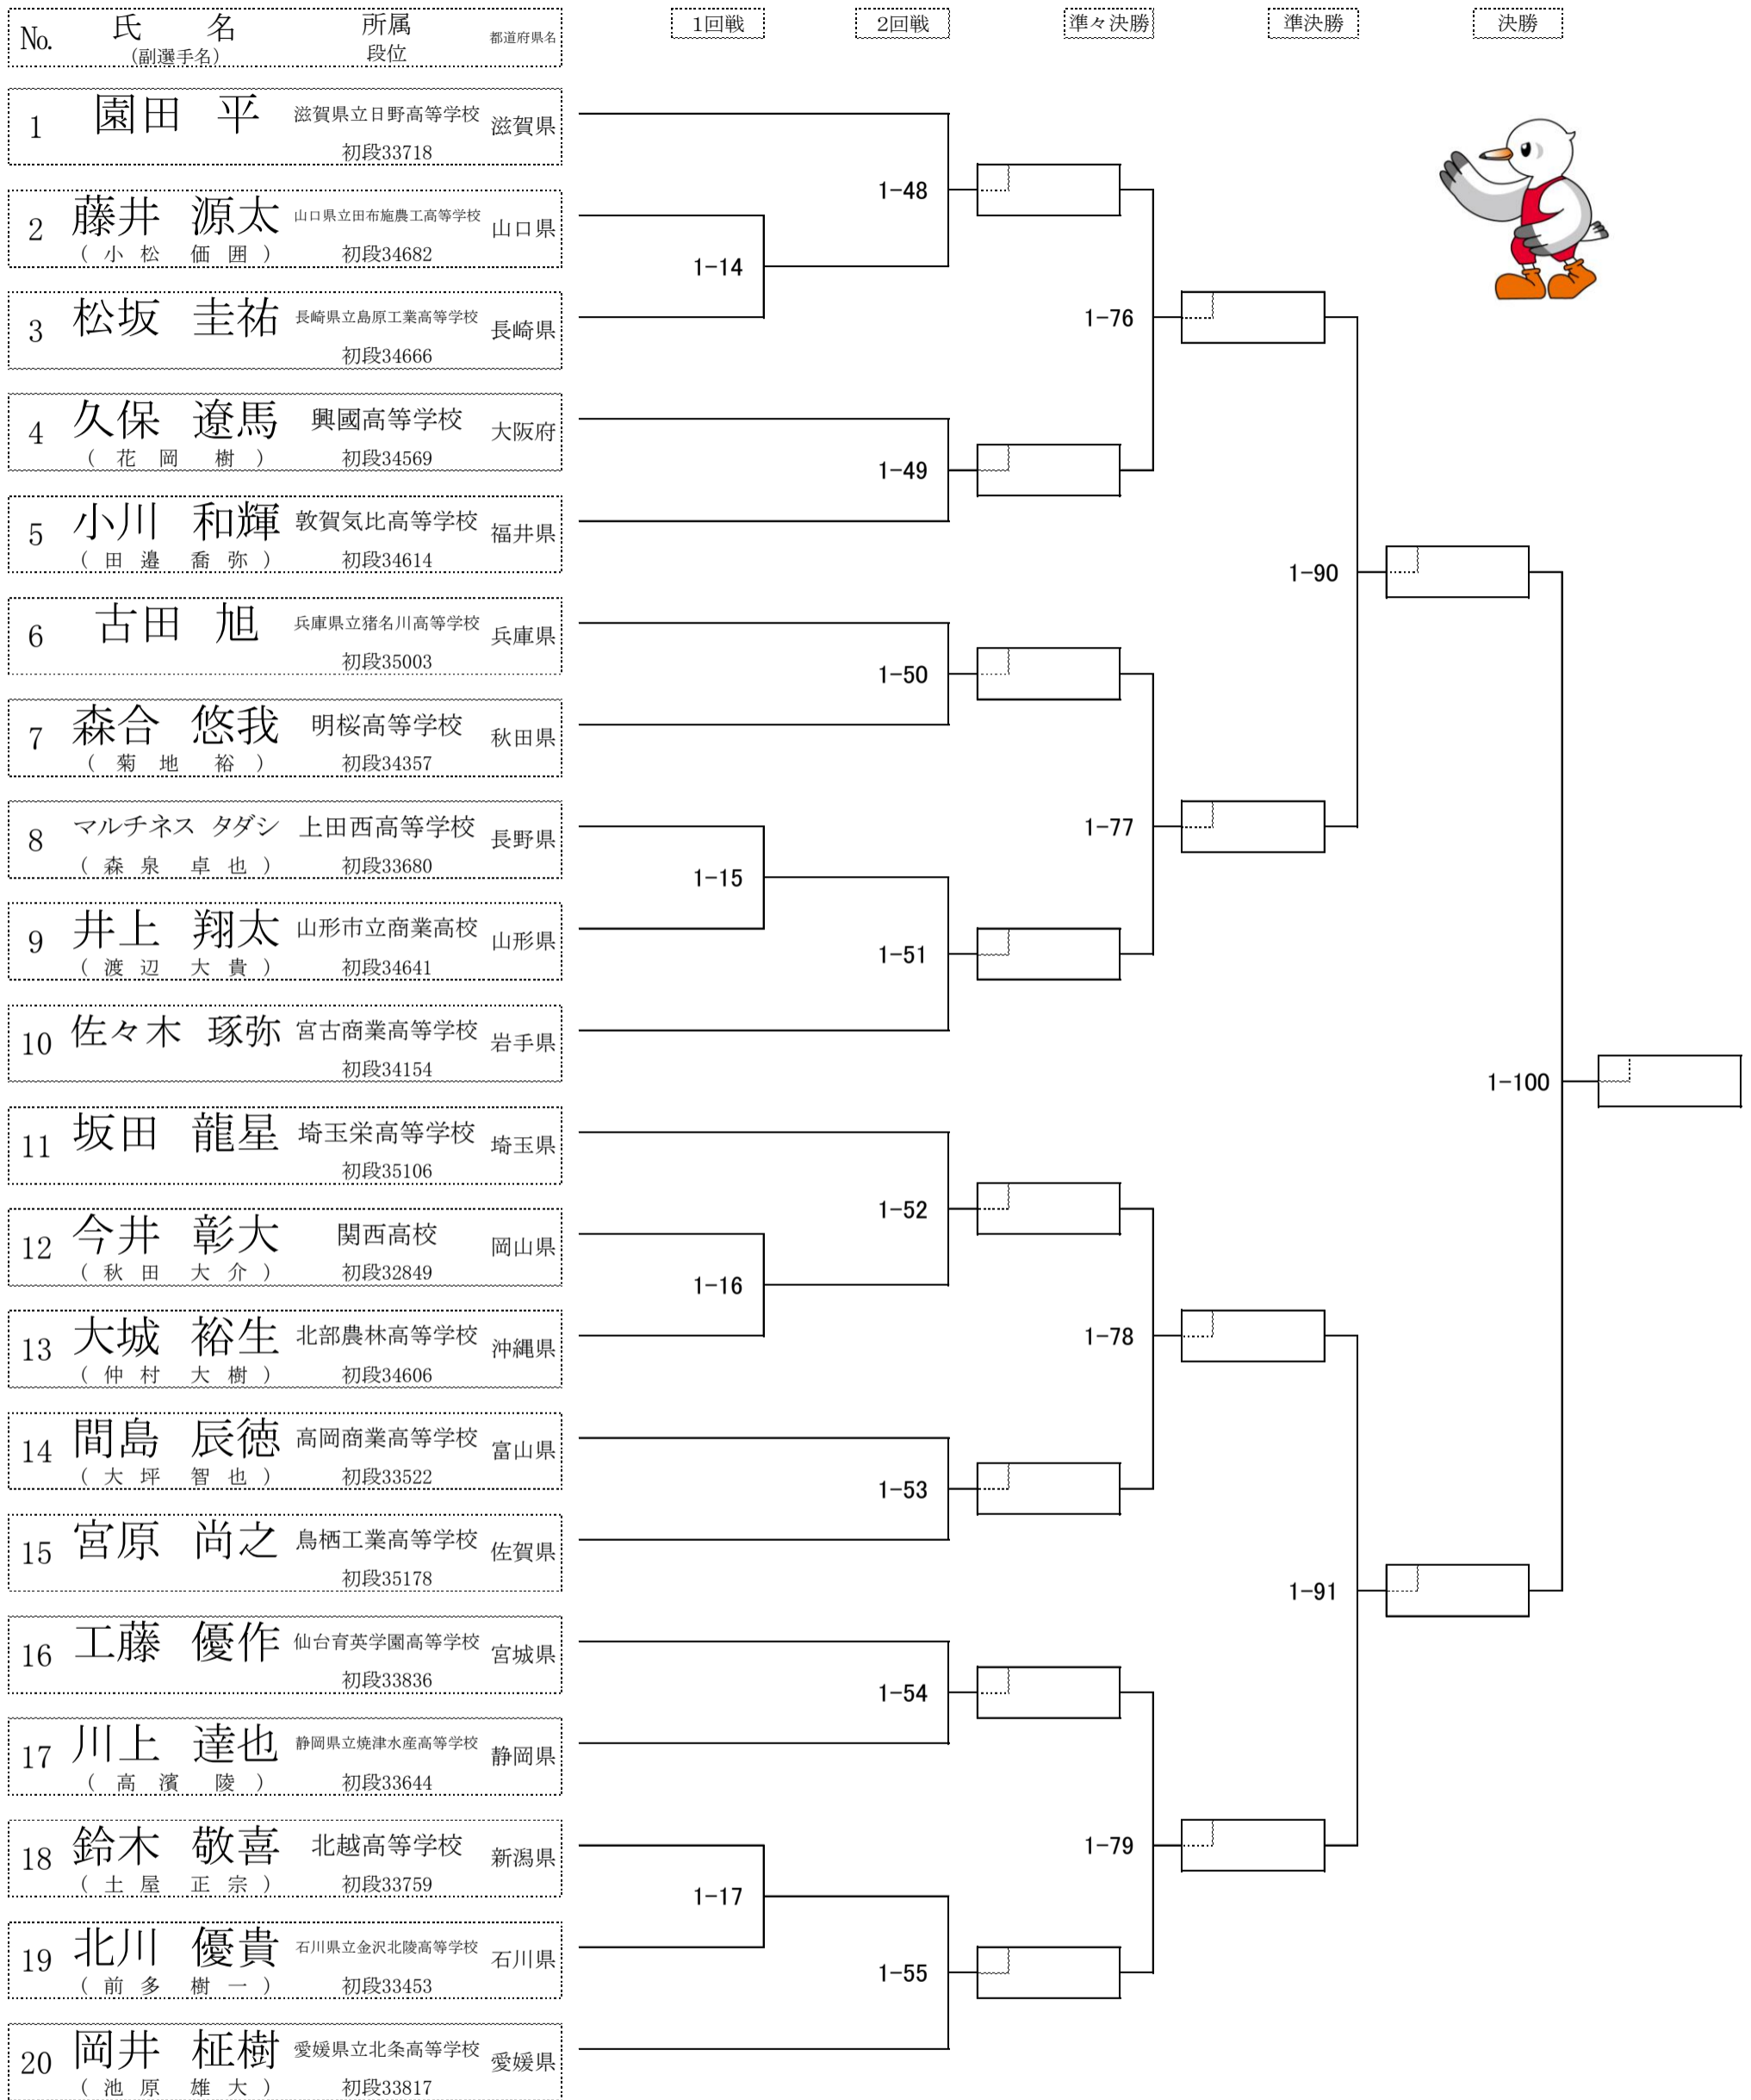 No. 氏 名 所属 都道府県名 1回戦 2回戦 準々決勝 準決勝 決勝
(副選手名) 段位
1 園田 平 滋賀県立日野高等学校 滋賀県
初段33718
2 藤井 源太 山口県立田布施農工高等学校 山口県
( 小 松 価 囲 ) 初段34682
3 松坂 圭祐 長崎県立島原工業高等学校 長崎県
初段34666
4 久保 遼馬 興國高等学校 大阪府
( 花 岡 樹 ) 初段34569
5 小川 和輝 敦賀気比高等学校 福井県
( 田 邉 喬 弥 ) 初段34614
6 古田 旭 兵庫県立猪名川高等学校 兵庫県
初段35003
7 森合 悠我 明桜高等学校 秋田県
( 菊 地 裕 ) 初段34357
8 マルチネス タダシ 上田西高等学校 長野県
( 森 泉 卓 也 ) 初段33680
9 井上 翔太 山形市立商業高校 山形県
( 渡 辺 大 貴 ) 初段34641
10 佐々木 琢弥 宮古商業高等学校 岩手県
初段34154
11 坂田 龍星 埼玉栄高等学校 埼玉県
初段35106
12 今井 彰大 関西高校 岡山県
( 秋 田 大 介 ) 初段32849
13 大城 裕生 北部農林高等学校 沖縄県
( 仲 村 大 樹 ) 初段34606
14 間島 辰徳 高岡商業高等学校 富山県
( 大 坪 智 也 ) 初段33522
15 宮原 尚之 鳥栖工業高等学校 佐賀県
初段35178
16 工藤 優作 仙台育英学園高等学校 宮城県
初段33836
17 川上 達也 静岡県立焼津水産高等学校 静岡県
( 高 濱 陵 ) 初段33644
18 鈴木 敬喜 北越高等学校 新潟県
( 土 屋 正 宗 ) 初段33759
19 北川 優貴 石川県立金沢北陵高等学校 石川県
( 前 多 樹 一 ) 初段33453
20 岡井 柾樹 愛媛県立北条高等学校 愛媛県
( 池 原 雄 大 ) 初段33817
1-14
1-15
1-16
1-17
1-48
1-49
1-50
1-51
1-52
1-53
1-54
1-55
1-76
1-77
1-78
1-79
1-90
1-91
1-100